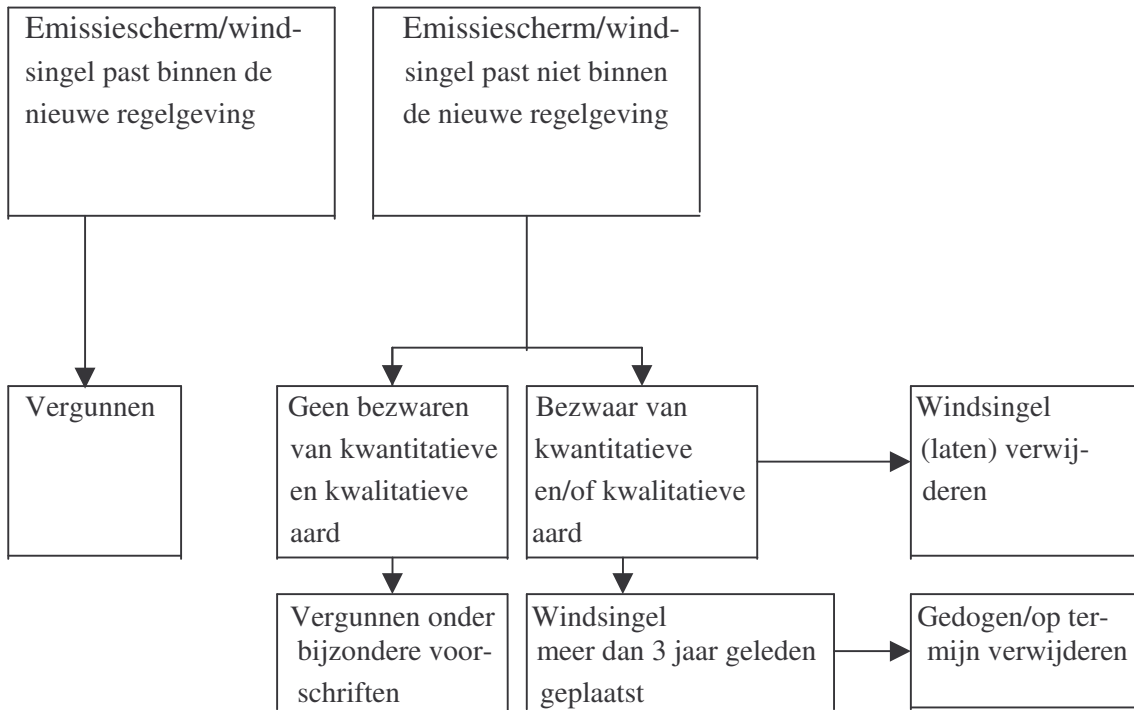 Emissiescherm/wind-
singel past binnen de
nieuwe regelgeving
Emissiescherm/wind-
singel past niet binnen
de nieuwe regelgeving
Vergunnen
Geen bezwaren
van kwantitatieve
en kwalitatieve
aard
Bezwaar van
kwantitatieve
en/of kwalitatieve
aard
Windsingel
(laten) verwij-
deren
Vergunnen onder
bijzondere voor-
schriften
Windsingel
meer dan 3 jaar geleden
geplaatst
Gedogen/op ter-
mijn verwijderen